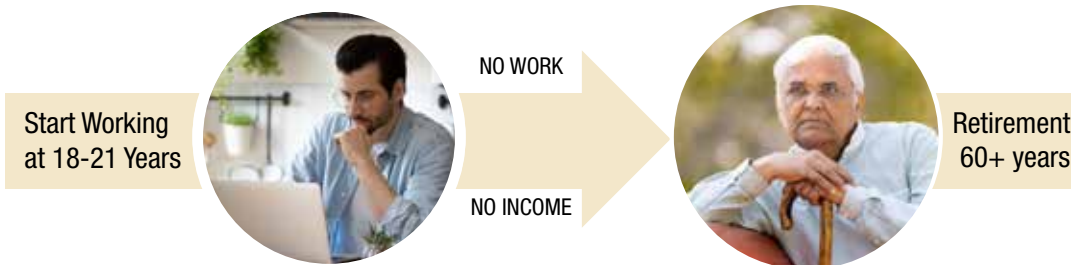 Start Working
at 18-21 Years
NO WORK
NO INCOME
Retirement
60+ years